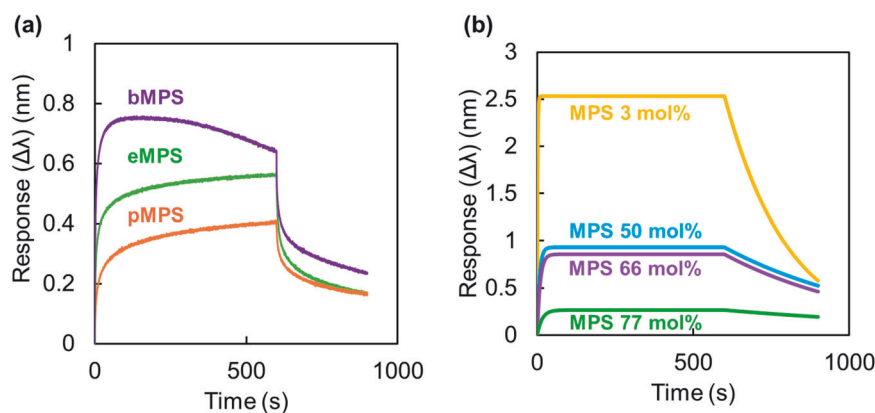 (a)
1
0.8
0.6
0.4
0.2
0
0
500
1000
Response (Δλ) (nm)
Time (s)
bMPS
eMPS
pMPS
(b)
3
2.5
2
1.5
1
0.5
0
0
500
1000
Response (Δλ) (nm)
Time (s)
MPS 3 mol%
MPS 50 mol%
MPS 66 mol%
MPS 77 mol%